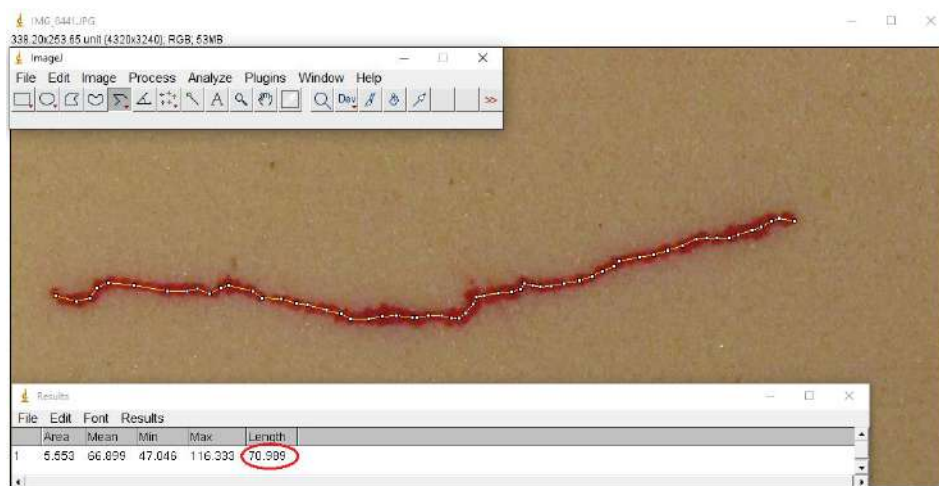 IMG_6441.JPG
338.20x253.65 unit (4320x3240); RGB; 53MB
ImageJ
File Edit Image Process Analyze Plugins Window Help
A Dev >>
Results
File Edit Font Results
Area Mean Min Max Length
1 5.553 66.899 47.046 116.333 70.989